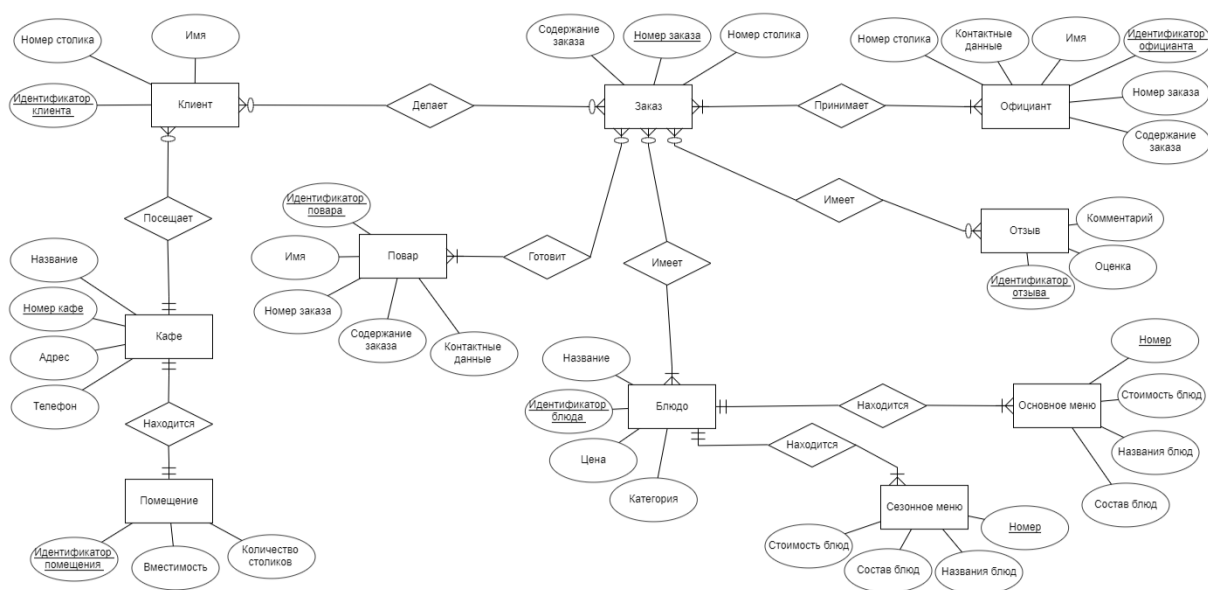 Номер столика
Имя
Идентификатор
клиента
Клиент
Делает
Содержание
заказа
Номер заказа
Номер столика
Заказ
Принимает
Номер столика
Контактные
данные
Имя
Идентификатор
официанта
Официант
Номер заказа
Содержание
заказа
Посещает
Идентификатор
повара
Имя
Повар
Номер заказа
Содержание
заказа
Контактные
данные
Готовит
Имеет
Имеет
Отзыв
Комментарий
Оценка
Идентификатор
отзыва
Название
Номер кафе
Кафе
Адрес
Телефон
Находится
Помещение
Идентификатор
помещения
Вместимость
Количество
столиков
Название
Идентификатор
блюда
Блюдо
Цена
Категория
Находится
Основное меню
Номер
Стоимость блюд
Названия блюд
Состав блюд
Находится
Сезонное меню
Номер
Стоимость блюд
Состав блюд
Названия блюд